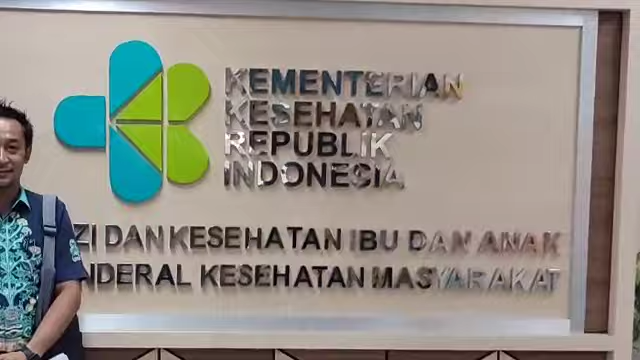 KEMENTERIAN
KESEHATAN
REPUBLIK
INDONESIA
ZI DAN KESEHATAN IBU DAN ANAK
NDERAL KESEHATAN MASYARAKAT